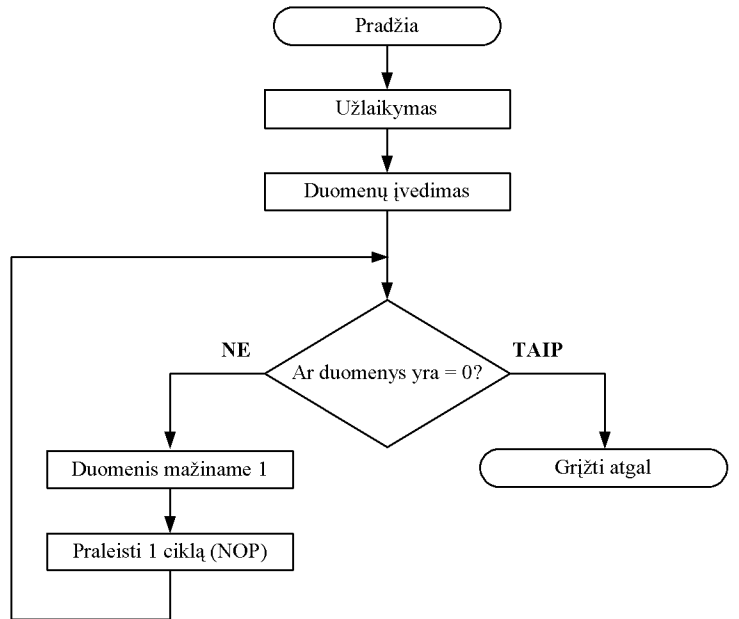 Pradžia
Užlaikymas
Duomenų įvedimas
NE
TAIP
Ar duomenys yra = 0?
Duomenis mažiname 1
Grįžti atgal
Praleisti 1 ciklą (NOP)